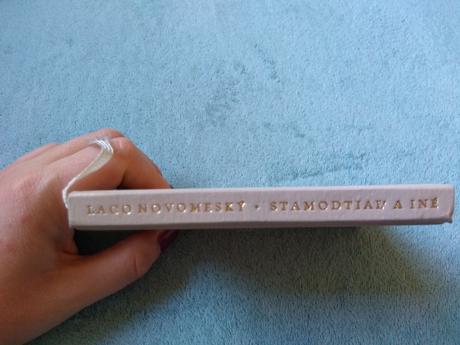 LACO NOVOMESKÝ · STAMODTIAĽ A INÉ